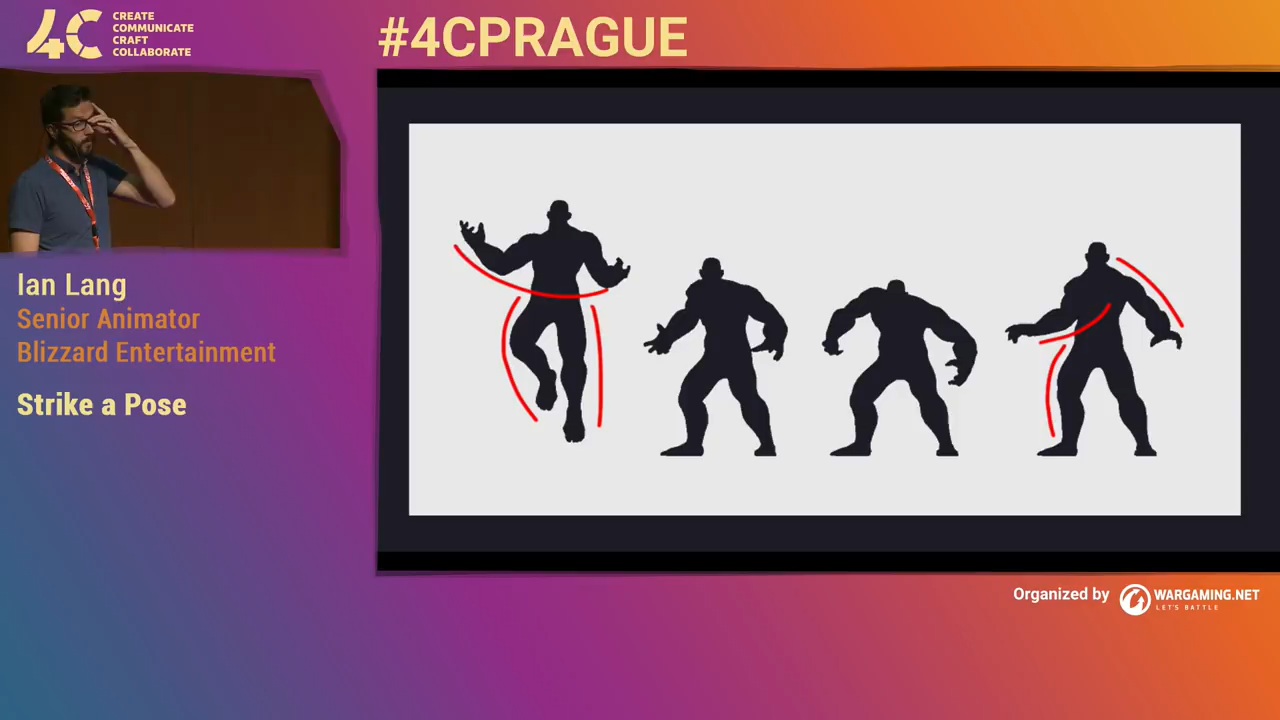 4C
CREATE
COMMUNICATE
CRAFT
COLLABORATE
#4CPRAGUE
Ian Lang
Senior Animator
Blizzard Entertainment
Strike a Pose
Organized by
WARGAMING.NET
LET'S BATTLE